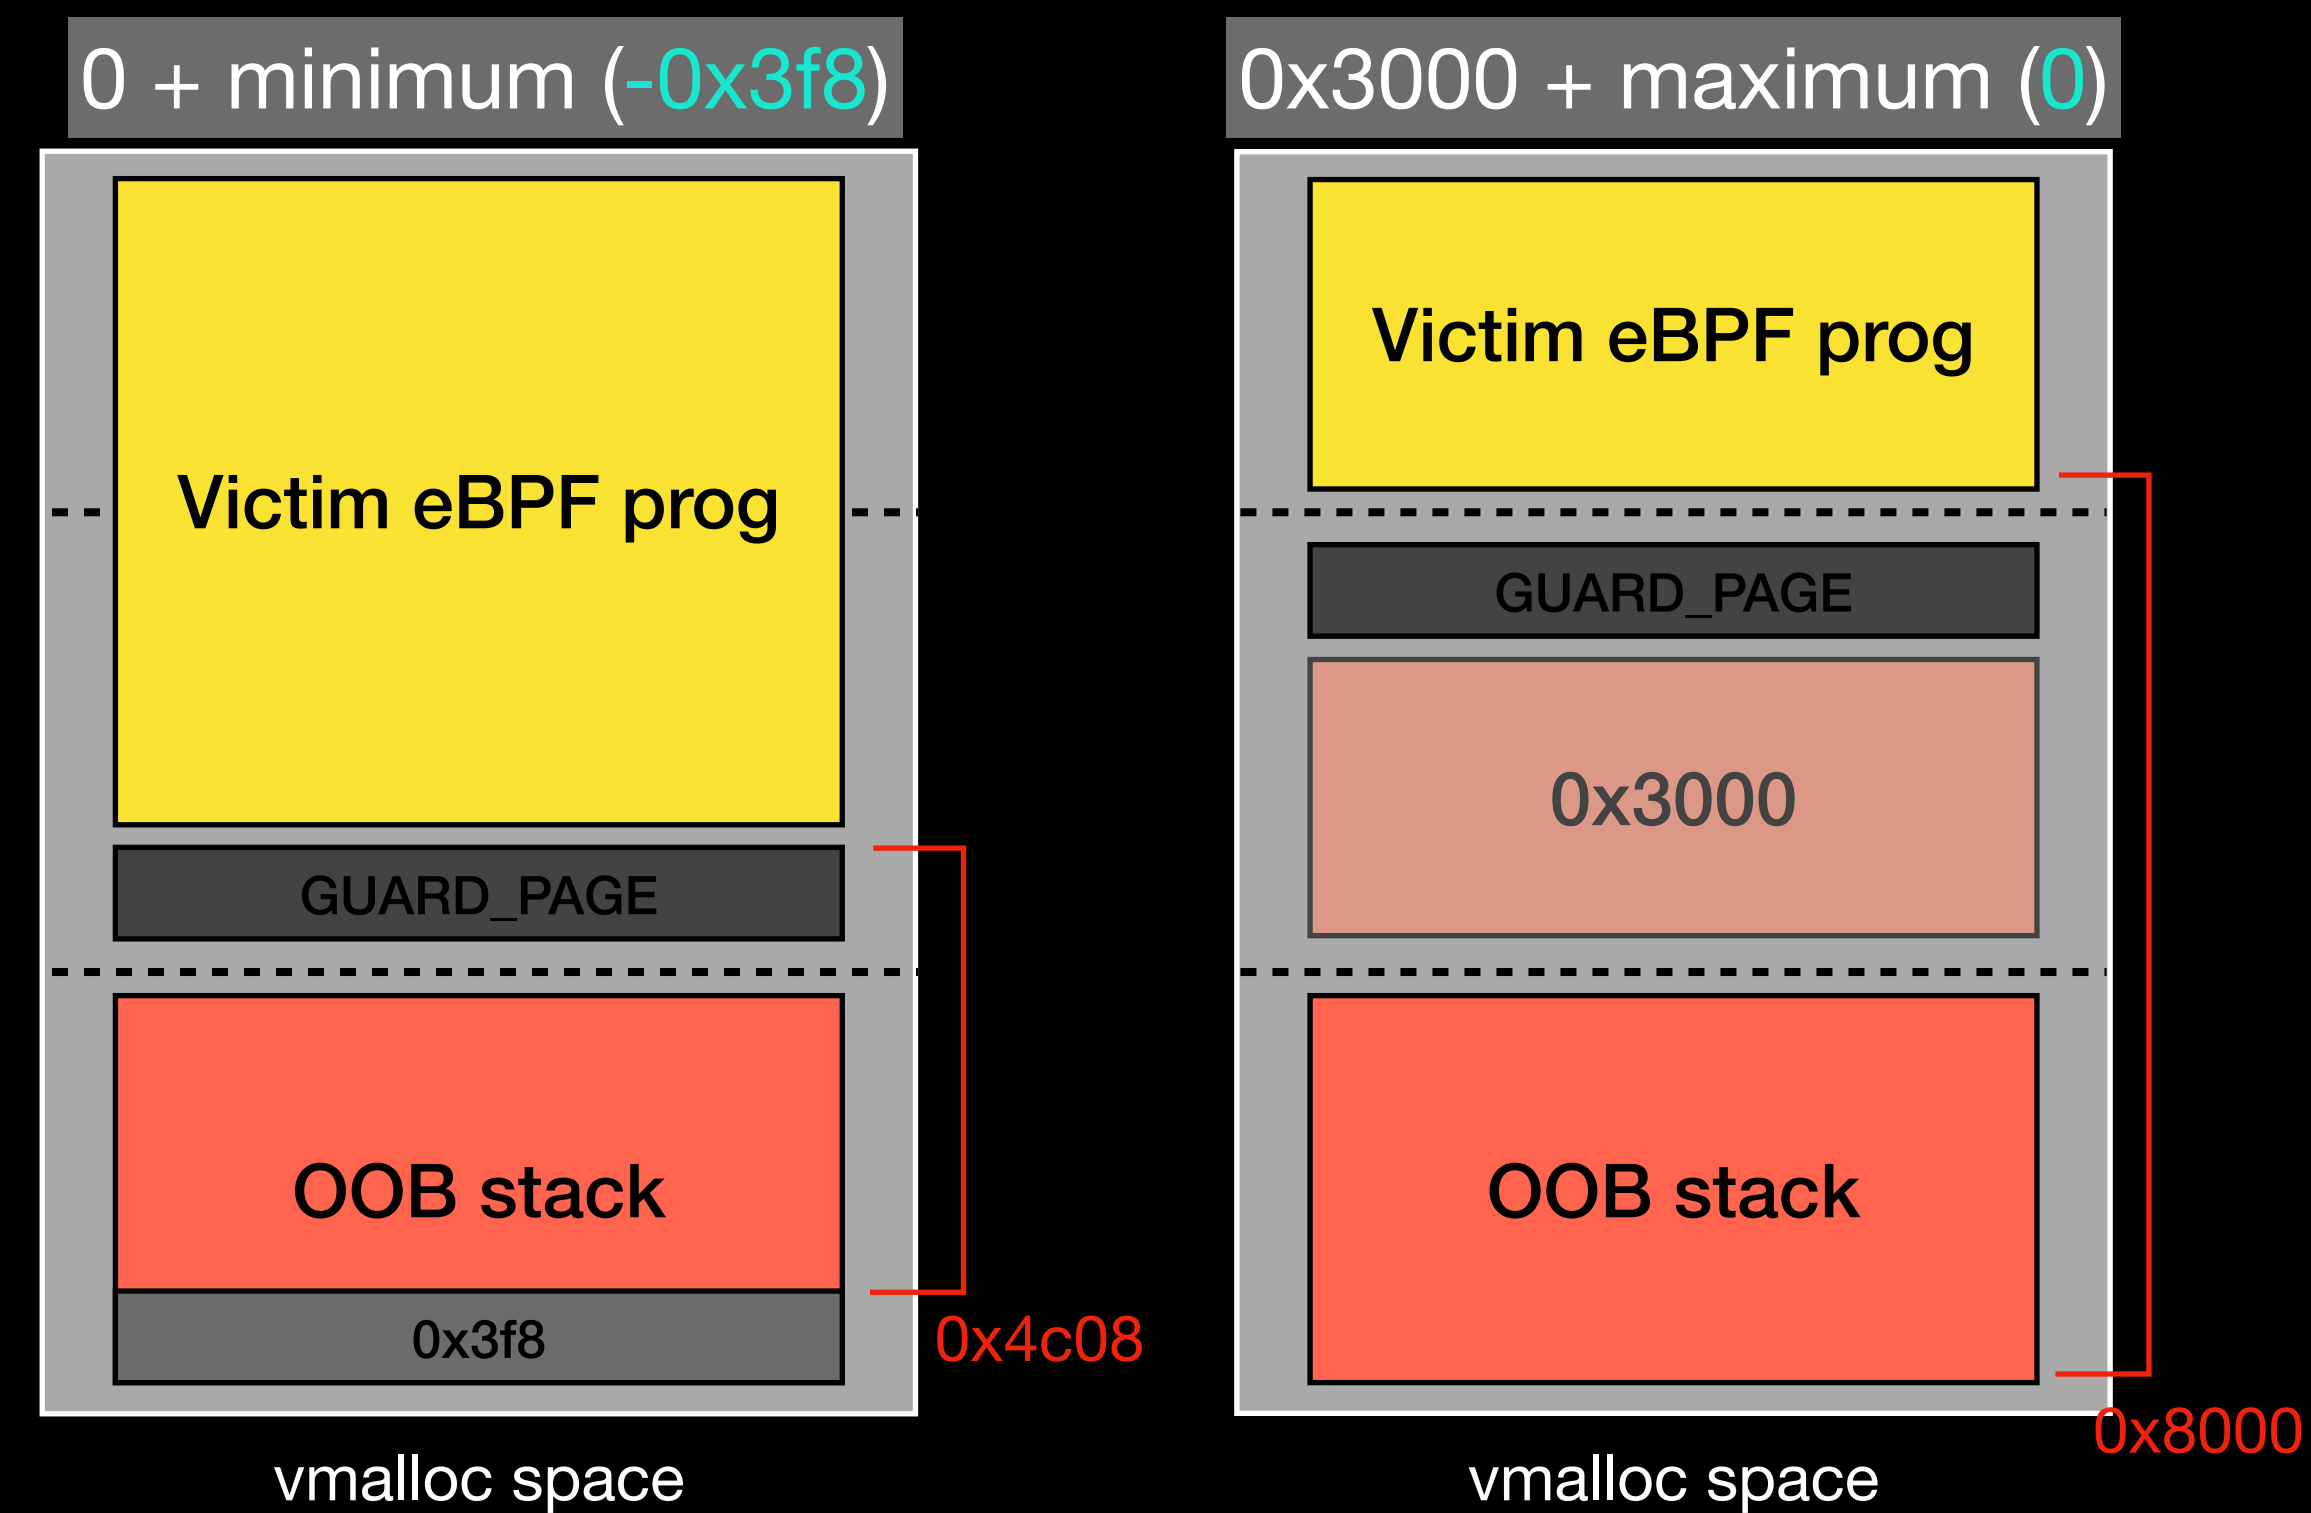 0 + minimum (-0x3f8)
Victim eBPF prog
GUARD_PAGE
OOB stack
0x3f8
0x4c08
vmalloc space
0x3000 + maximum (0)
Victim eBPF prog
GUARD_PAGE
0x3000
OOB stack
0x8000
vmalloc space